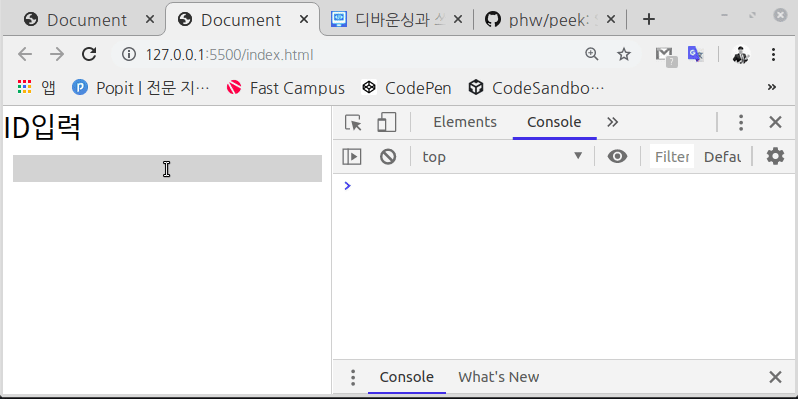 Document
Document
디바운싱과 스
phw/peek:
127.0.0.1:5500/index.html
앱
Popit | 전문 지…
Fast Campus
CodePen
CodeSandbo…
»
ID입력
Elements
Console
»
top
Filter
Defau
Console
What's New